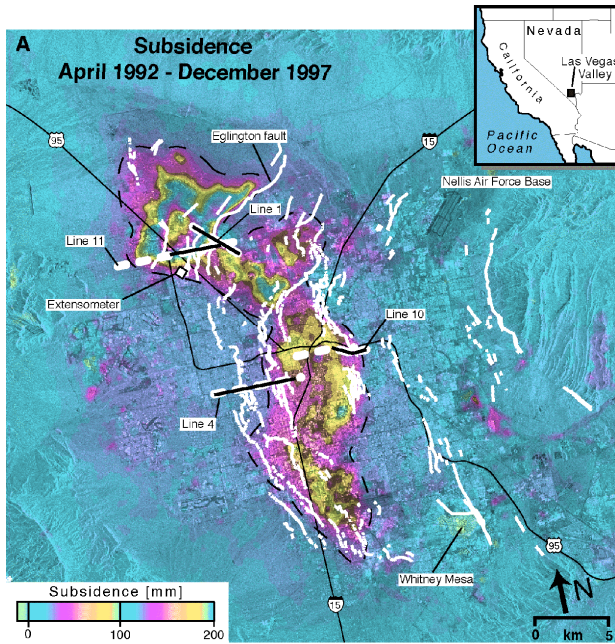 A
Subsidence
April 1992 - December 1997
Nevada
California
Las Vegas
Valley
Pacific
Ocean
95
15
Eglington fault
Nellis Air Force Base
Line 1
Line 11
Extensometer
Line 10
Line 4
95
Whitney Mesa
N
15
Subsidence [mm]
0 100 200
0 km 5